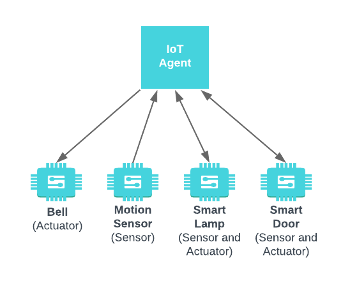 IoT
Agent
Bell
(Actuator)
Motion
Sensor
(Sensor)
Smart
Lamp
(Sensor and
Actuator)
Smart
Door
(Sensor and
Actuator)